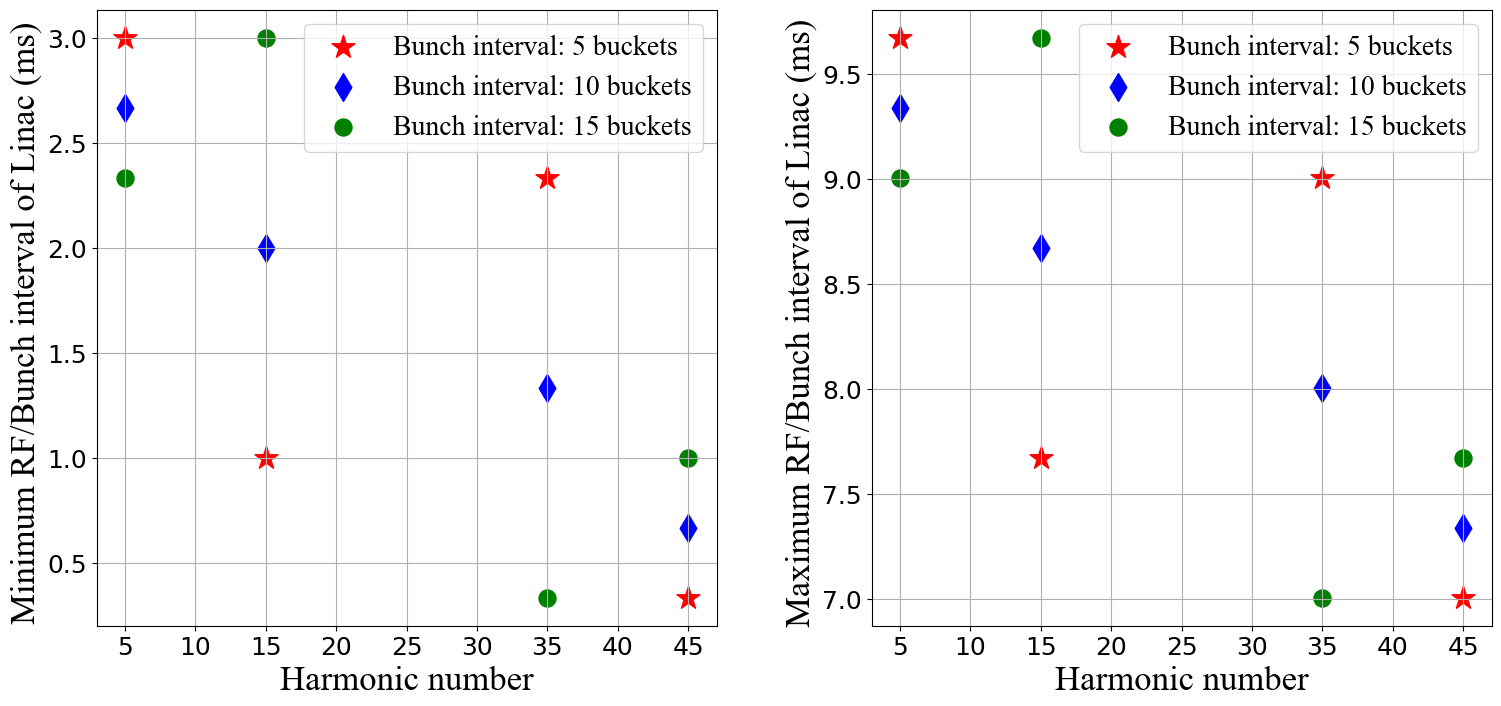 Minimum RF/Bunch interval of Linac (ms)
3.0
2.5
2.0
1.5
1.0
0.5
Bunch interval: 5 buckets
Bunch interval: 10 buckets
Bunch interval: 15 buckets
5 10 15 20 25 30 35 40 45
Harmonic number
Maximum RF/Bunch interval of Linac (ms)
9.5
9.0
8.5
8.0
7.5
7.0
Bunch interval: 5 buckets
Bunch interval: 10 buckets
Bunch interval: 15 buckets
5 10 15 20 25 30 35 40 45
Harmonic number